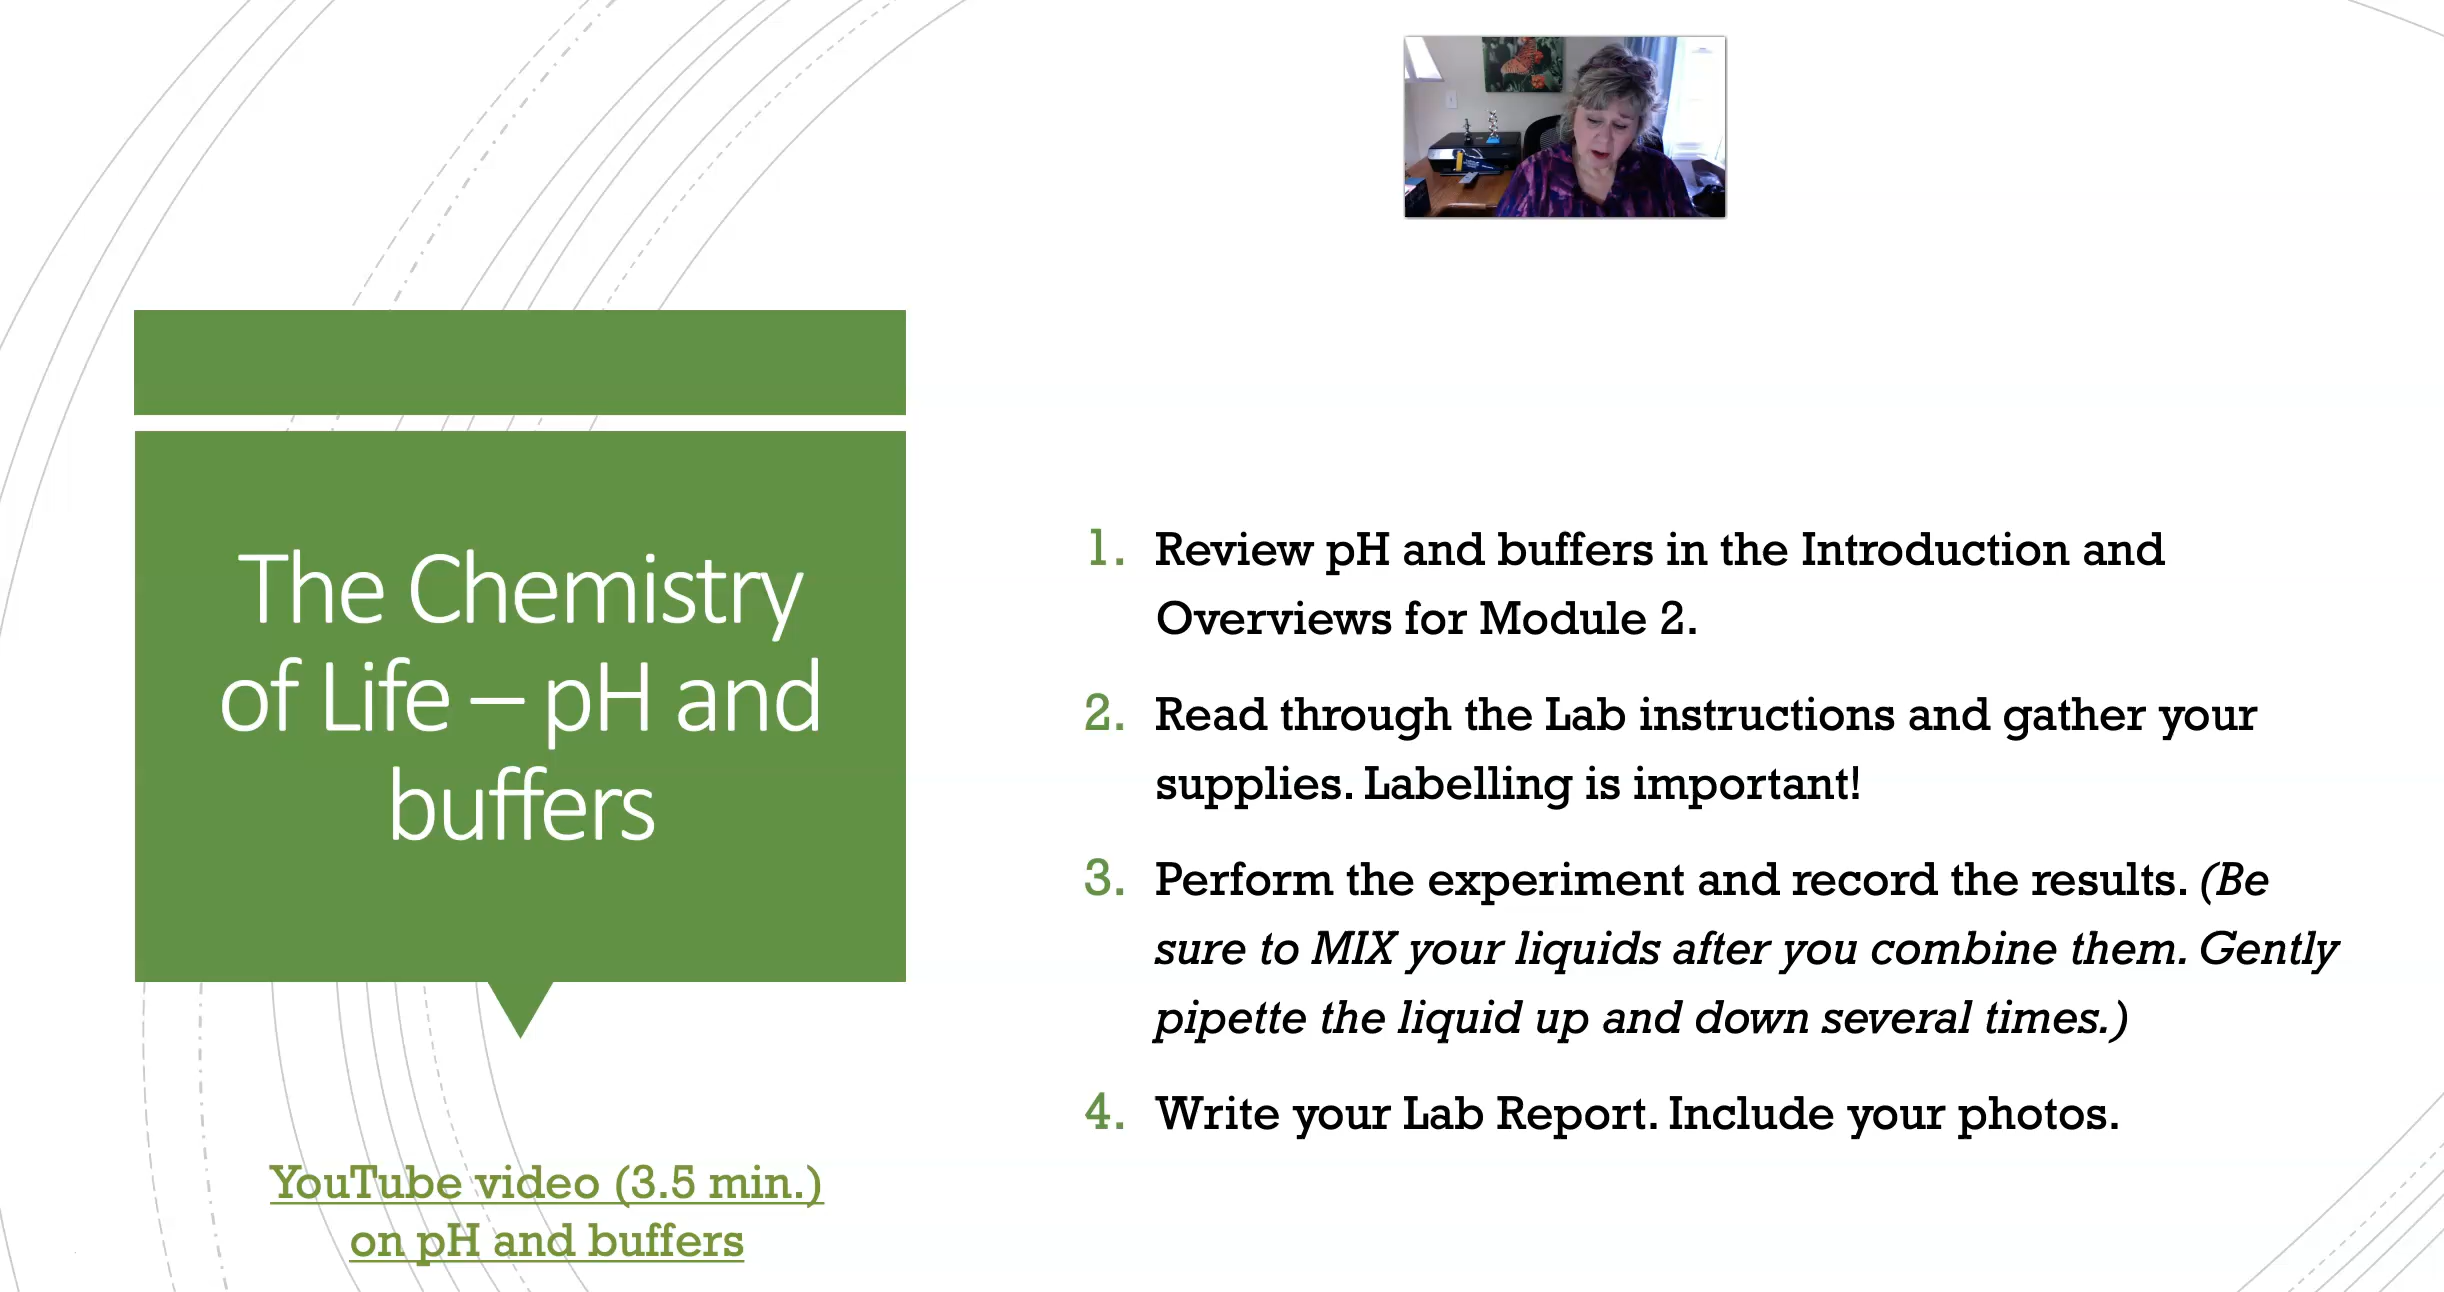 The Chemistry
of Life – pH and
buffers
YouTube video (3.5 min.)
on pH and buffers
1. Review pH and buffers in the Introduction and
Overviews for Module 2.
2. Read through the Lab instructions and gather your
supplies. Labelling is important!
3. Perform the experiment and record the results. (Be
sure to MIX your liquids after you combine them. Gently
pipette the liquid up and down several times.)
4. Write your Lab Report. Include your photos.